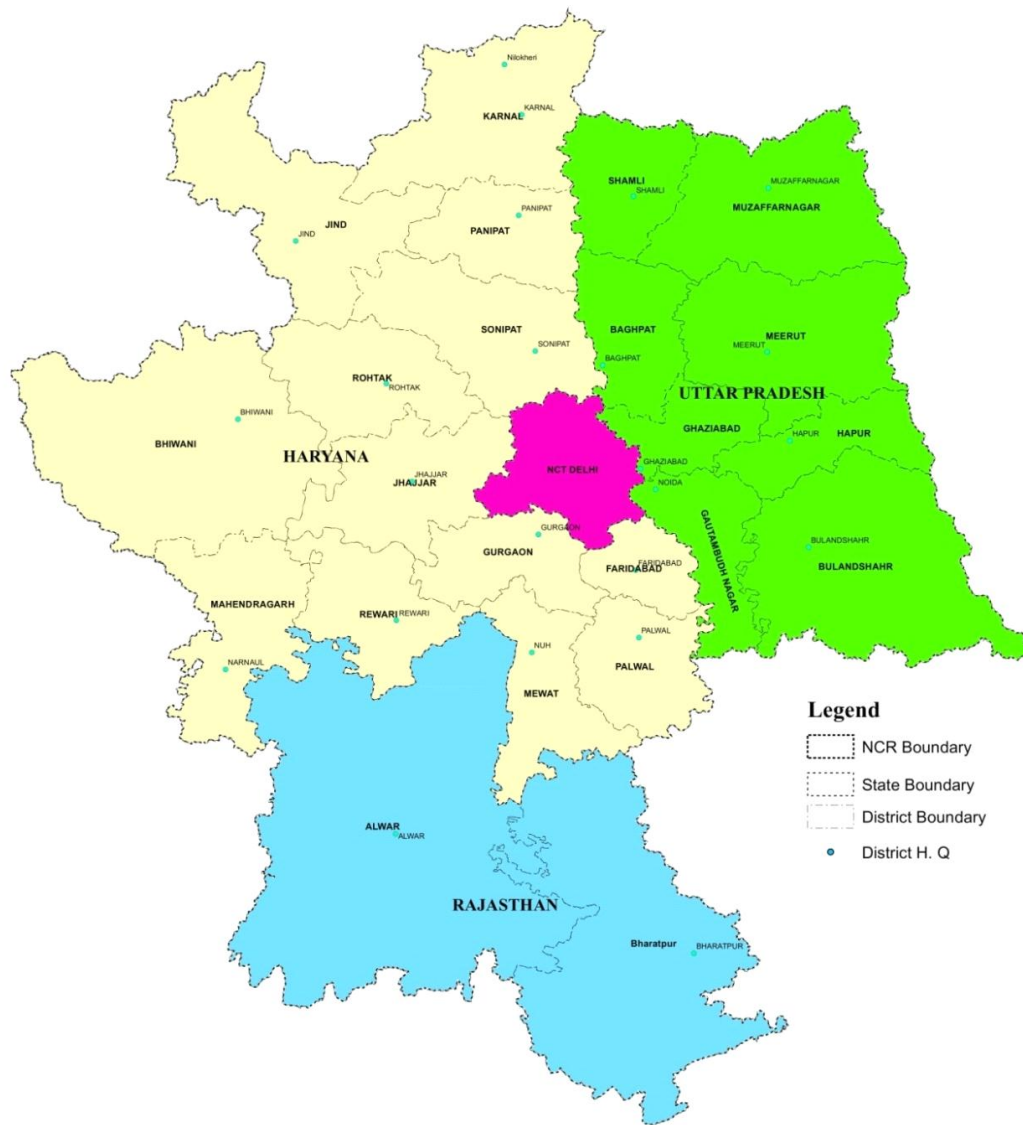 Nilokheri
KARNAL
KARNAL
SHAMLI
SHAMLI
MUZAFFARNAGAR
MUZAFFARNAGAR
PANIPAT
PANIPAT
JIND
JIND
SONIPAT
SONIPAT
BAGHPAT
BAGHPAT
MEERUT
MEERUT
ROHTAK
ROHTAK
UTTAR PRADESH
BHIWANI
BHIWANI
GHAZIABAD
HAPUR
HAPUR
HARYANA
NCT DELHI
GHAZIABAD
JHAJJAR
JHAJJAR
NOIDA
GURGAON
GURGAON
GAUTAMBUDH NAGAR
BULANDSHAHR
BULANDSHAHR
FARIDABAD
FARIDABAD
MAHENDRAGARH
REWARI
REWARI
PALWAL
PALWAL
NUH
NARNAUL
MEWAT
Legend
NCR Boundary
State Boundary
District Boundary
District H. Q
ALWAR
ALWAR
RAJASTHAN
Bharatpur
BHARATPUR